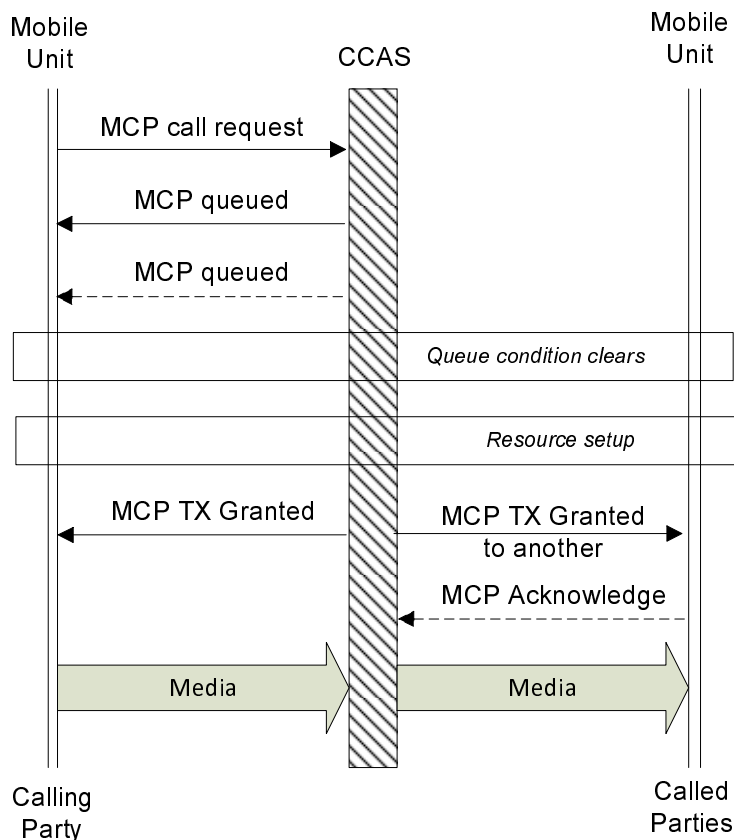 Mobile
Unit
CCAS
Mobile
Unit
MCP call request
MCP queued
MCP queued
Queue condition clears
Resource setup
MCP TX Granted
MCP TX Granted
to another
MCP Acknowledge
Media
Media
Calling
Party
Called
Parties